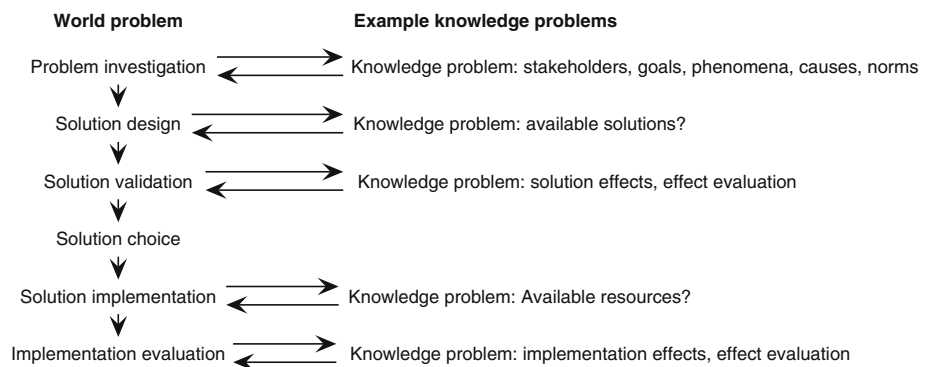 World problem Example knowledge problems
Problem investigation Knowledge problem: stakeholders, goals, phenomena, causes, norms
Solution design Knowledge problem: available solutions?
Solution validation Knowledge problem: solution effects, effect evaluation
Solution choice
Solution implementation Knowledge problem: Available resources?
Implementation evaluation Knowledge problem: implementation effects, effect evaluation